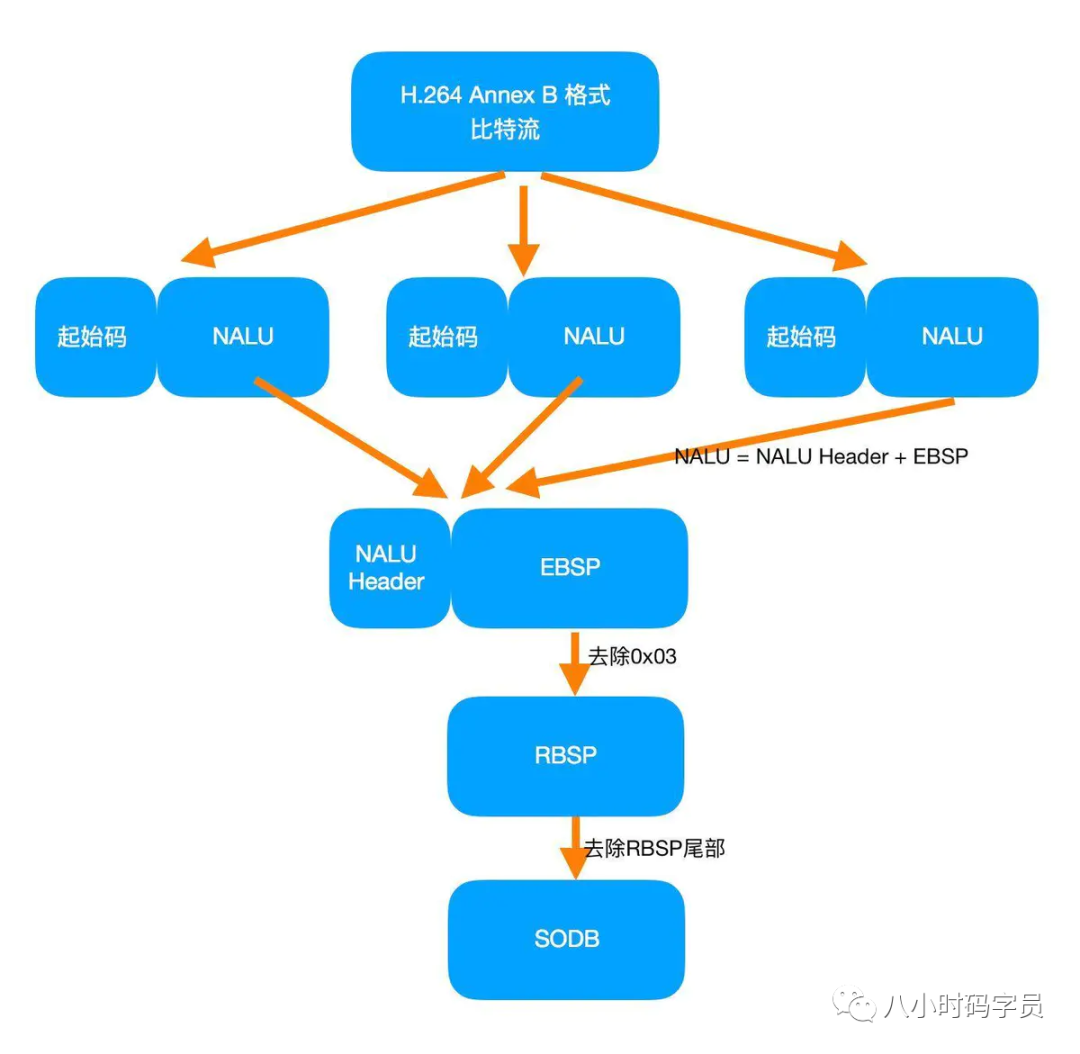 H.264 Annex B 格式
比特流
起始码
NALU
起始码
NALU
起始码
NALU
NALU = NALU Header + EBSP
NALU
Header
EBSP
去除0x03
RBSP
去除RBSP尾部
SODB
八小时码字员